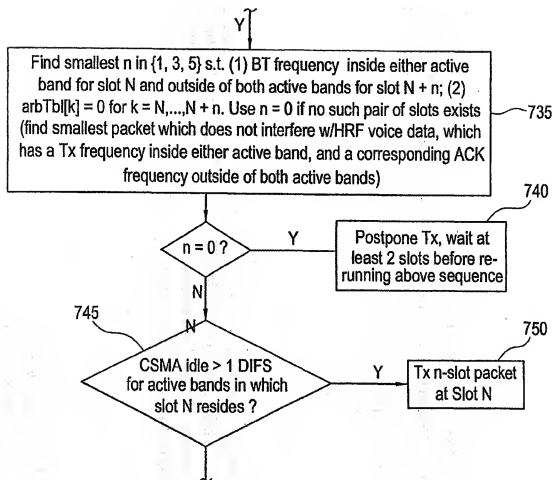 Y
Find smallest n in {1, 3, 5} s.t. (1) BT frequency inside either active
band for slot N and outside of both active bands for slot N + n; (2)
arbTbl[k] = 0 for k = N,...,N + n. Use n = 0 if no such pair of slots exists
(find smallest packet which does not interfere w/HRF voice data, which
has a Tx frequency inside either active band, and a corresponding ACK
frequency outside of both active bands)
735
n = 0 ?
Y
740
Postpone Tx, wait at
least 2 slots before re-
running above sequence
N
745
N
CSMA idle > 1 DIFS
for active bands in which
slot N resides ?
Y
750
Tx n-slot packet
at Slot N